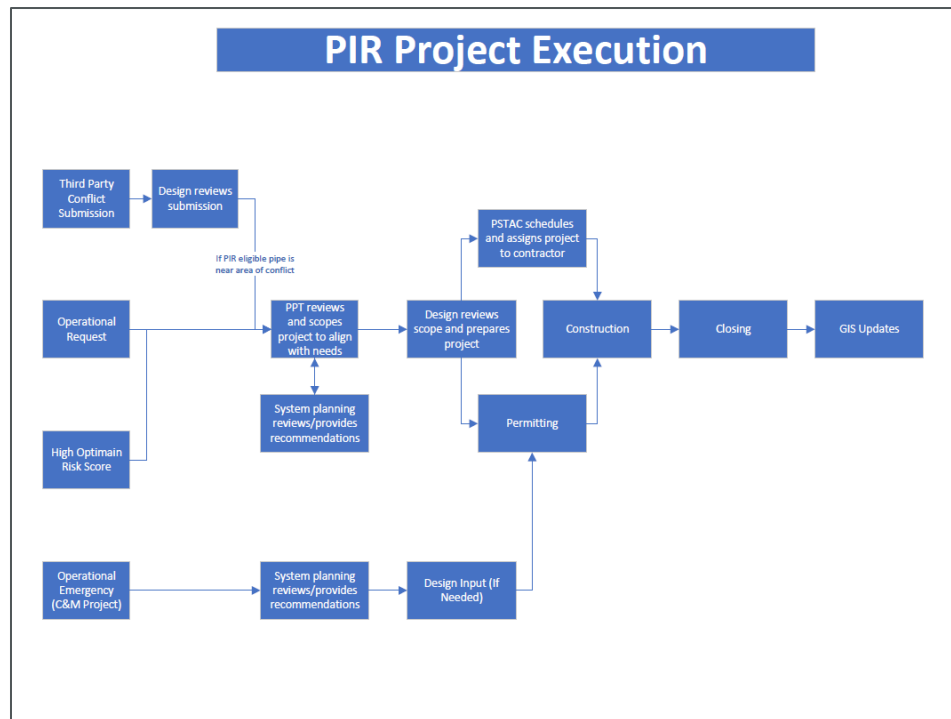 PIR Project Execution
Third Party
Conflict
Submission
Design reviews
submission
If PIR eligible pipe is
near area of conflict
PSTAC schedules
and assigns project
to contractor
Operational
Request
PPT reviews
and scopes
project to align
with needs
Design reviews
scope and prepares
project
Construction
Closing
GIS Updates
System planning
reviews/provides
recommendations
Permitting
High Optimain
Risk Score
Operational
Emergency
(C&M Project)
System planning
reviews/provides
recommendations
Design Input (If
Needed)